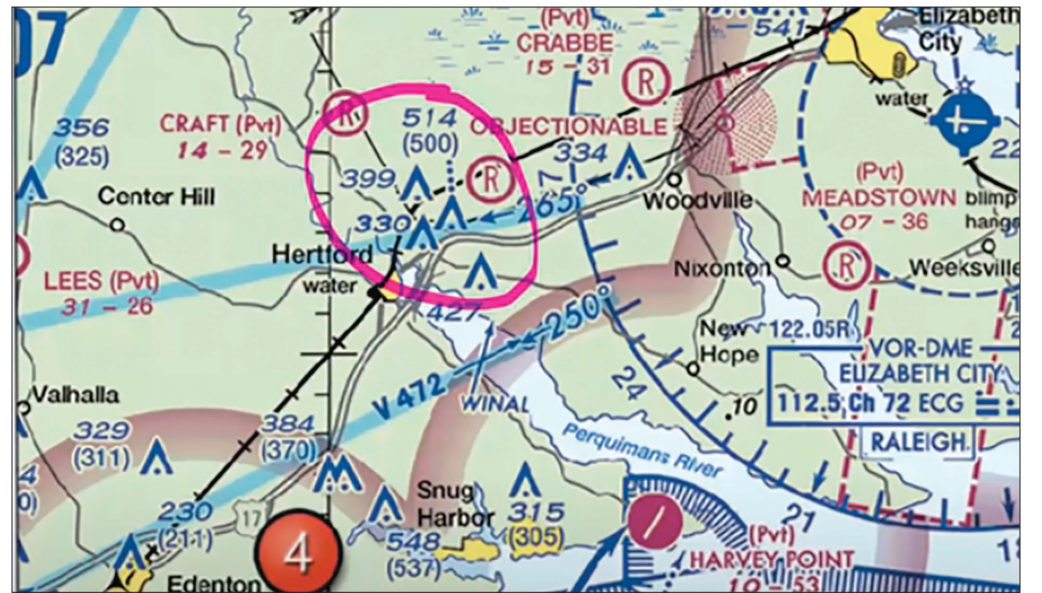 07
(Pvt)
CRABBE
15 - 31
541
Elizabeth
City
water
356
(325)
CRAFT (Pvt)
14 - 29
R
514
(500)
OBJECTIONABLE
R
334
399
R
265°
330
Center Hill
Hertford
water
Woodville
(Pvt)
MEADSTOWN
07 - 36
R
22
blimp
hanga
LEES (Pvt)
31 - 26
Nixonton
Weeksville
427
250°
V 472
WINAL
New
Hope
122.05R
VOR-DME
ELIZABETH CITY
112.5 Ch 72 ECG
RALEIGH
24
.10
Valhalla
329
(311)
384
(370)
Perquimans River
230
(211)
17
4
Snug
Harbor
315
(305)
548
(537)
21
(Pvt)
HARVEY POINT
10 - 53
Edenton